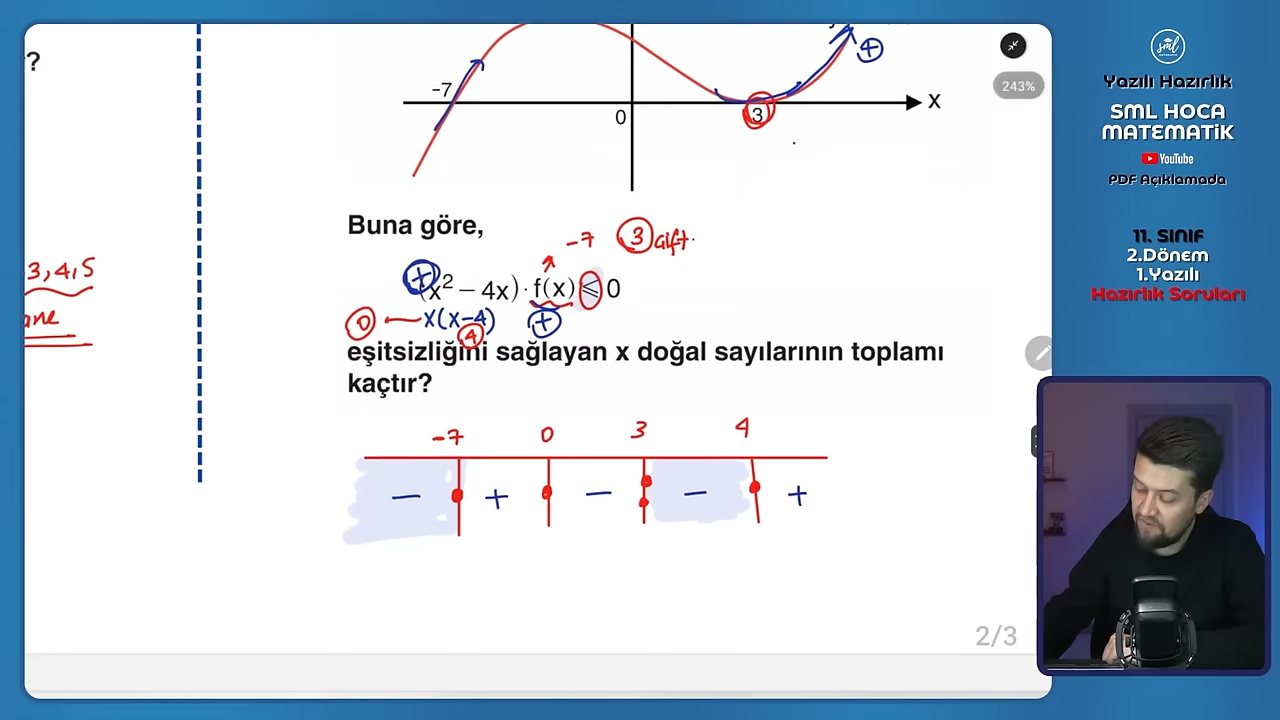 ?
-7
0
3
x
+
243%
Buna göre,
-7 3 çift.
+
(x² − 4x) · f(x) ≤ 0
0 — x(x-4) +
4
eşitsizliğini sağlayan x doğal sayılarının toplamı
kaçtır?
3,4,5
-7 0 3 4
− + − − +
2/3
sml
Yazılı Hazırlık
SML HOCA
MATEMATİK
YouTube
PDF Açıklamada
11. SINIF
2.Dönem
1.Yazılı
Hazırlık Soruları